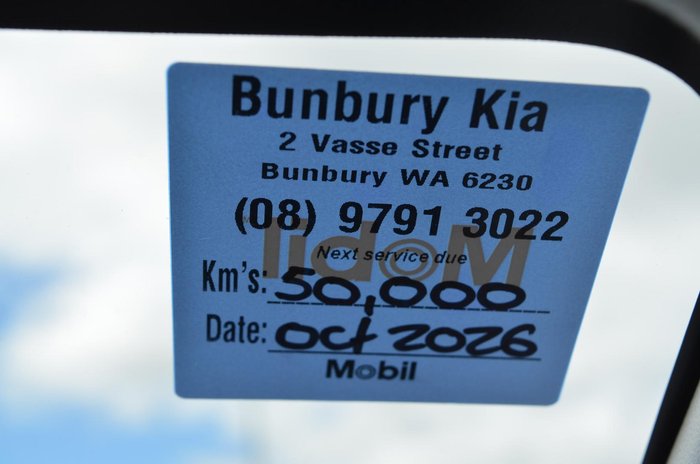 Bunbury Kia
2 Vasse Street
Bunbury WA 6230
(08) 9791 3022
Mobil
Next service due
Km's: 50,000
Date: Oct 2026
Mobil